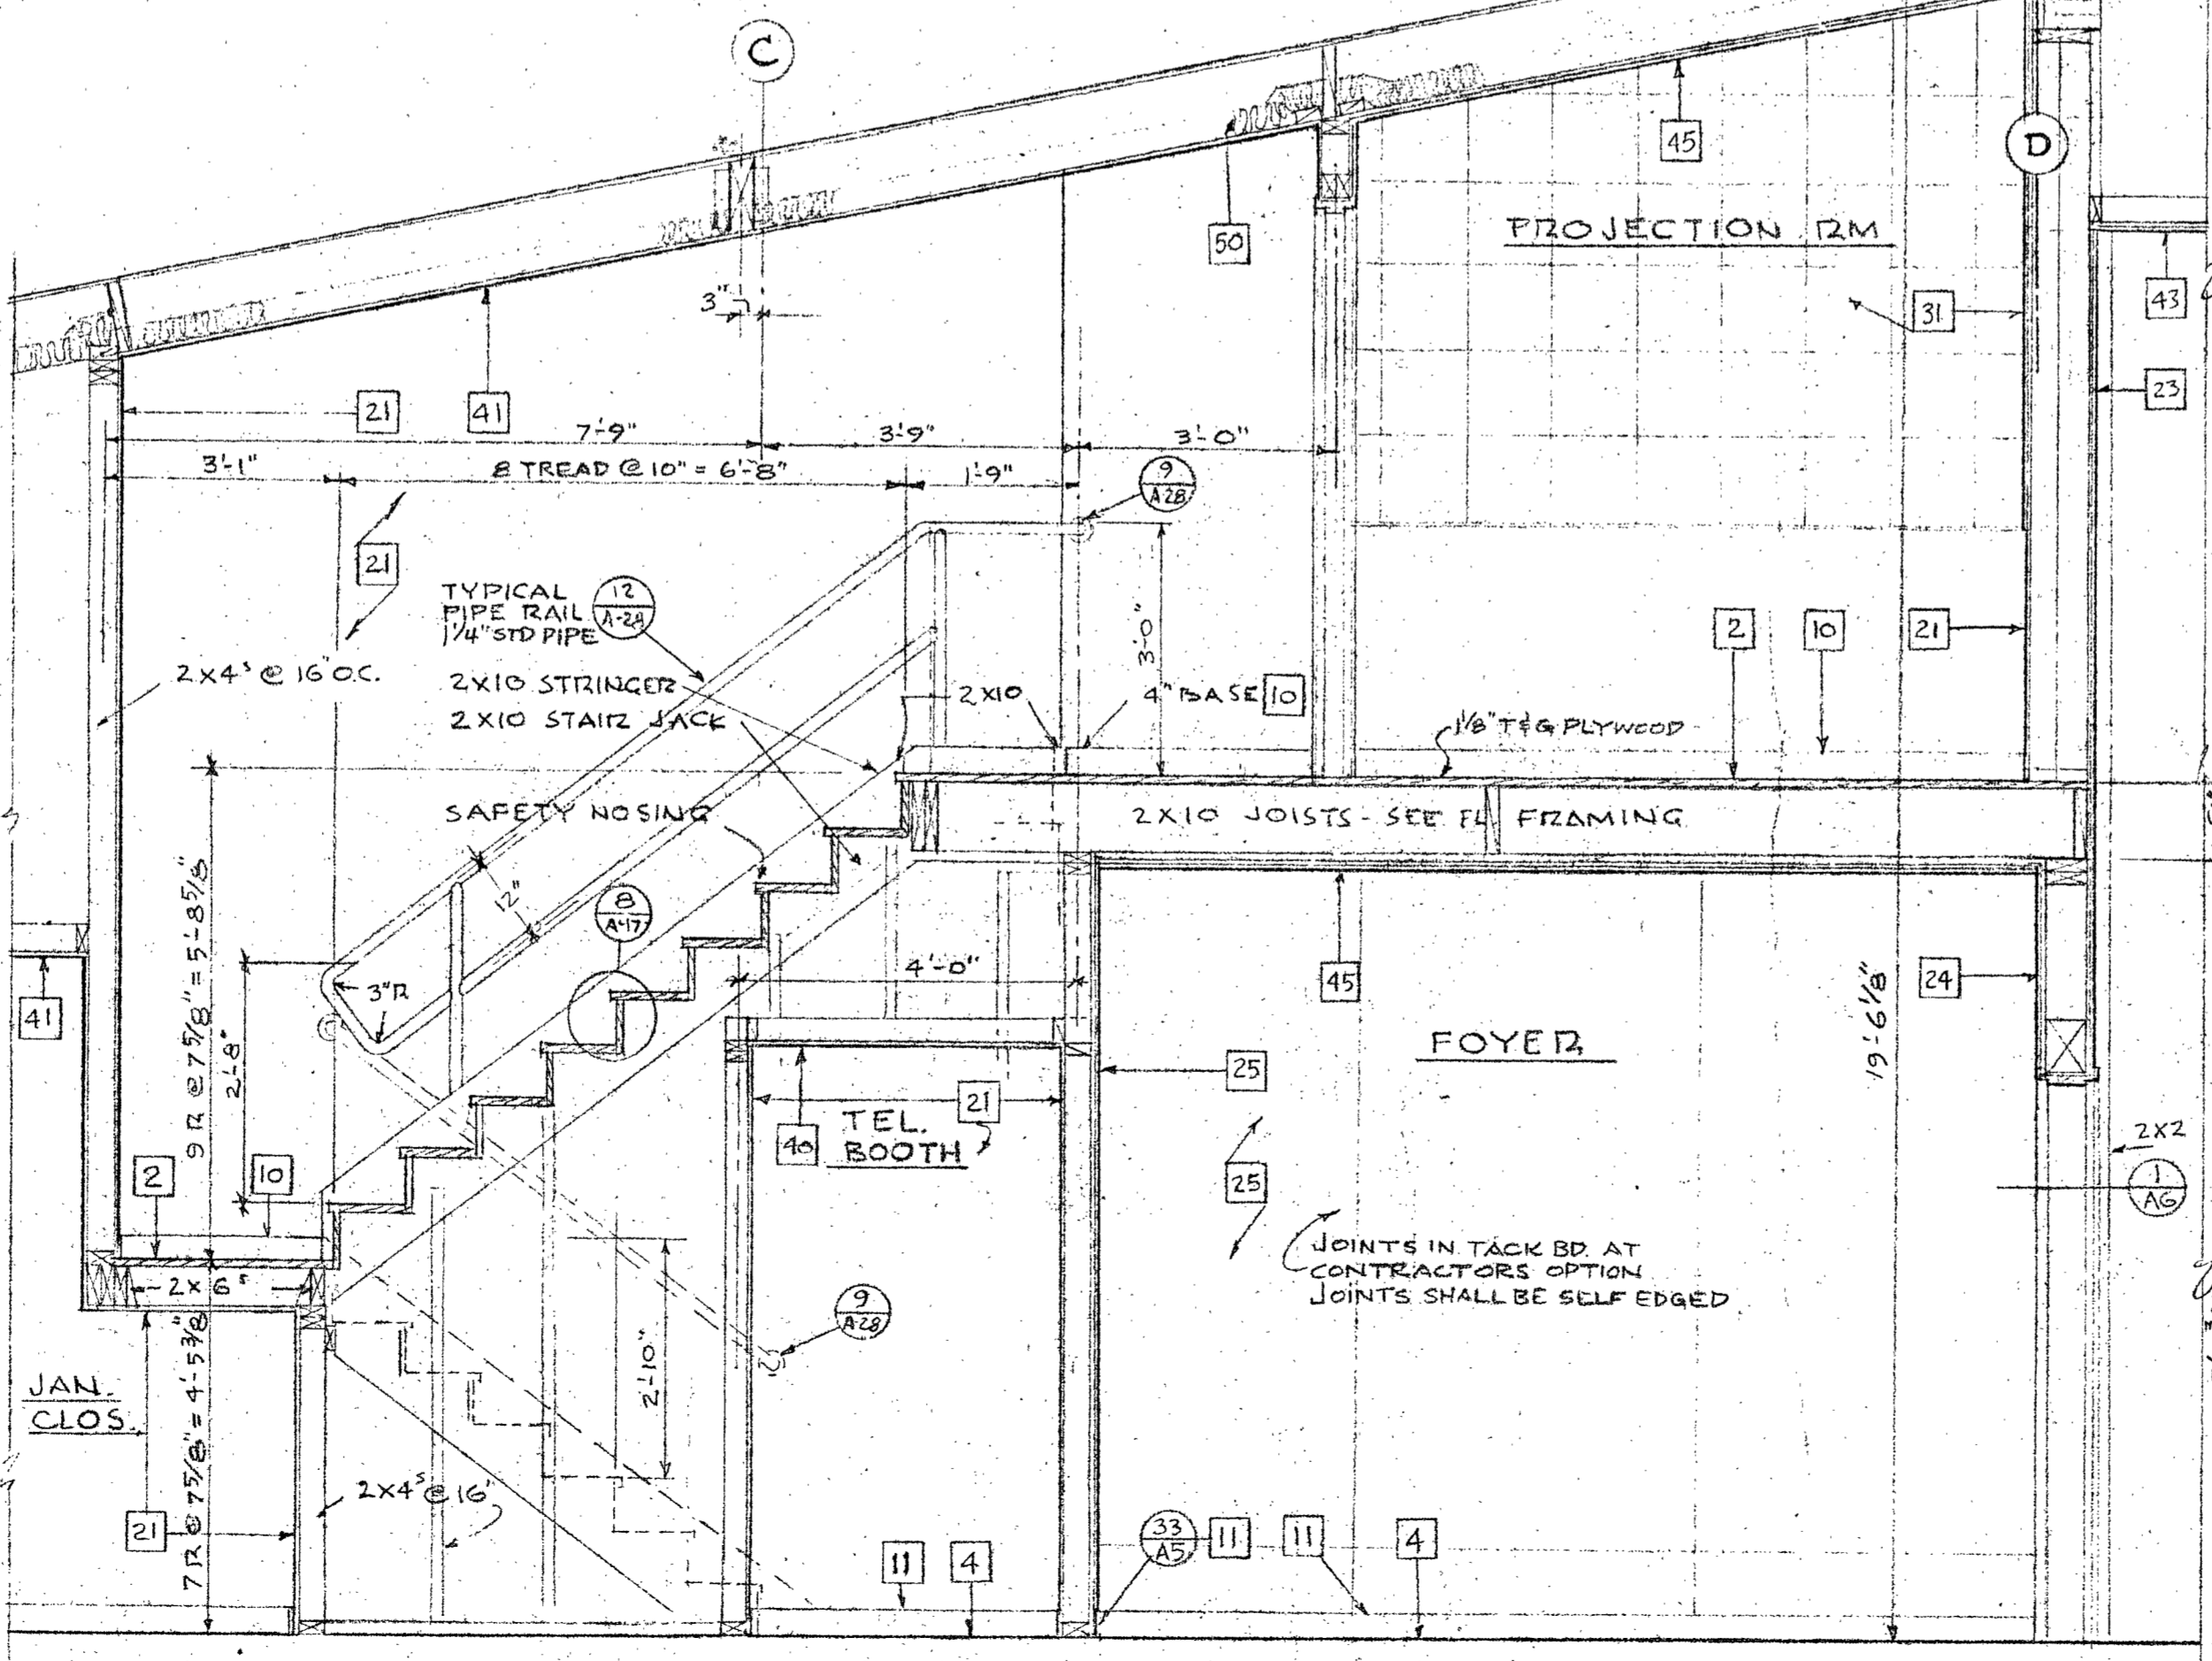 C
D
45
PROJECTION RM
50
43
31
3"
23
21
41
7'-9"
3'-9"
3'-0"
3'-1"
8 TREAD @ 10" = 6'-8"
1'-9"
9
A28
21
TYPICAL
PIPE RAIL
1 1/4" STD PIPE
12
A-28
3'-0"
2
10
21
2X4s @ 16" O.C.
2X10 STRINGER
2X10 STAIR JACK
2X10
4" BASE
10
1 1/8" T&G PLYWOOD
SAFETY NOSING
2X10 JOISTS - SEE FL FRAMING
12"
8
A-17
9 R @ 7 5/8" = 5'-8 5/8"
2'-8"
3"R
4'-0"
41
45
24
19'-6 1/8"
FOYER
25
21
TEL.
BOOTH
40
2X2
1
A6
2
10
25
JOINTS IN TACK BD. AT
CONTRACTORS OPTION
JOINTS SHALL BE SELF EDGED
2X6s
9
A28
2'-10"
7 R @ 7 5/8" = 4'-5 3/8"
JAN.
CLOS.
2X4s @ 16"
21
11
4
33
A5
11
11
4